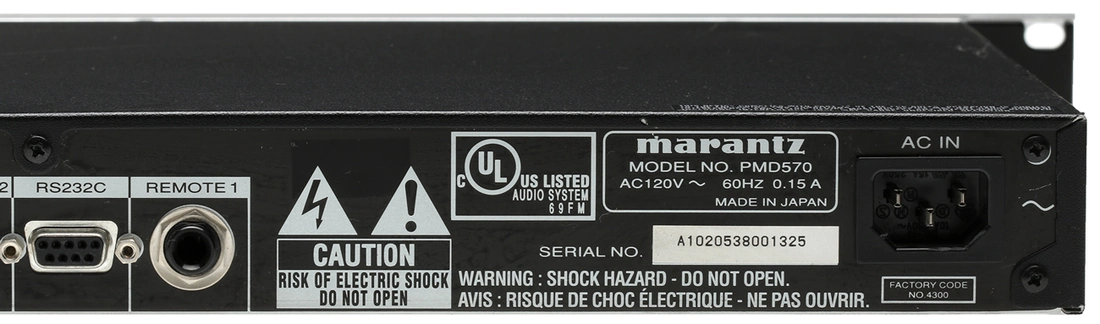 2
RS232C
REMOTE 1
CAUTION
RISK OF ELECTRIC SHOCK
DO NOT OPEN
UL
C US LISTED
AUDIO SYSTEM
69FM
marantz
MODEL NO. PMD570
AC120V ~ 60HZ 0.15 A
MADE IN JAPAN
SERIAL NO. A1020538001325
WARNING : SHOCK HAZARD - DO NOT OPEN.
AVIS : RISQUE DE CHOC ÉLECTRIQUE - NE PAS OUVRIR.
AC IN
~
FACTORY CODE
NO.4300